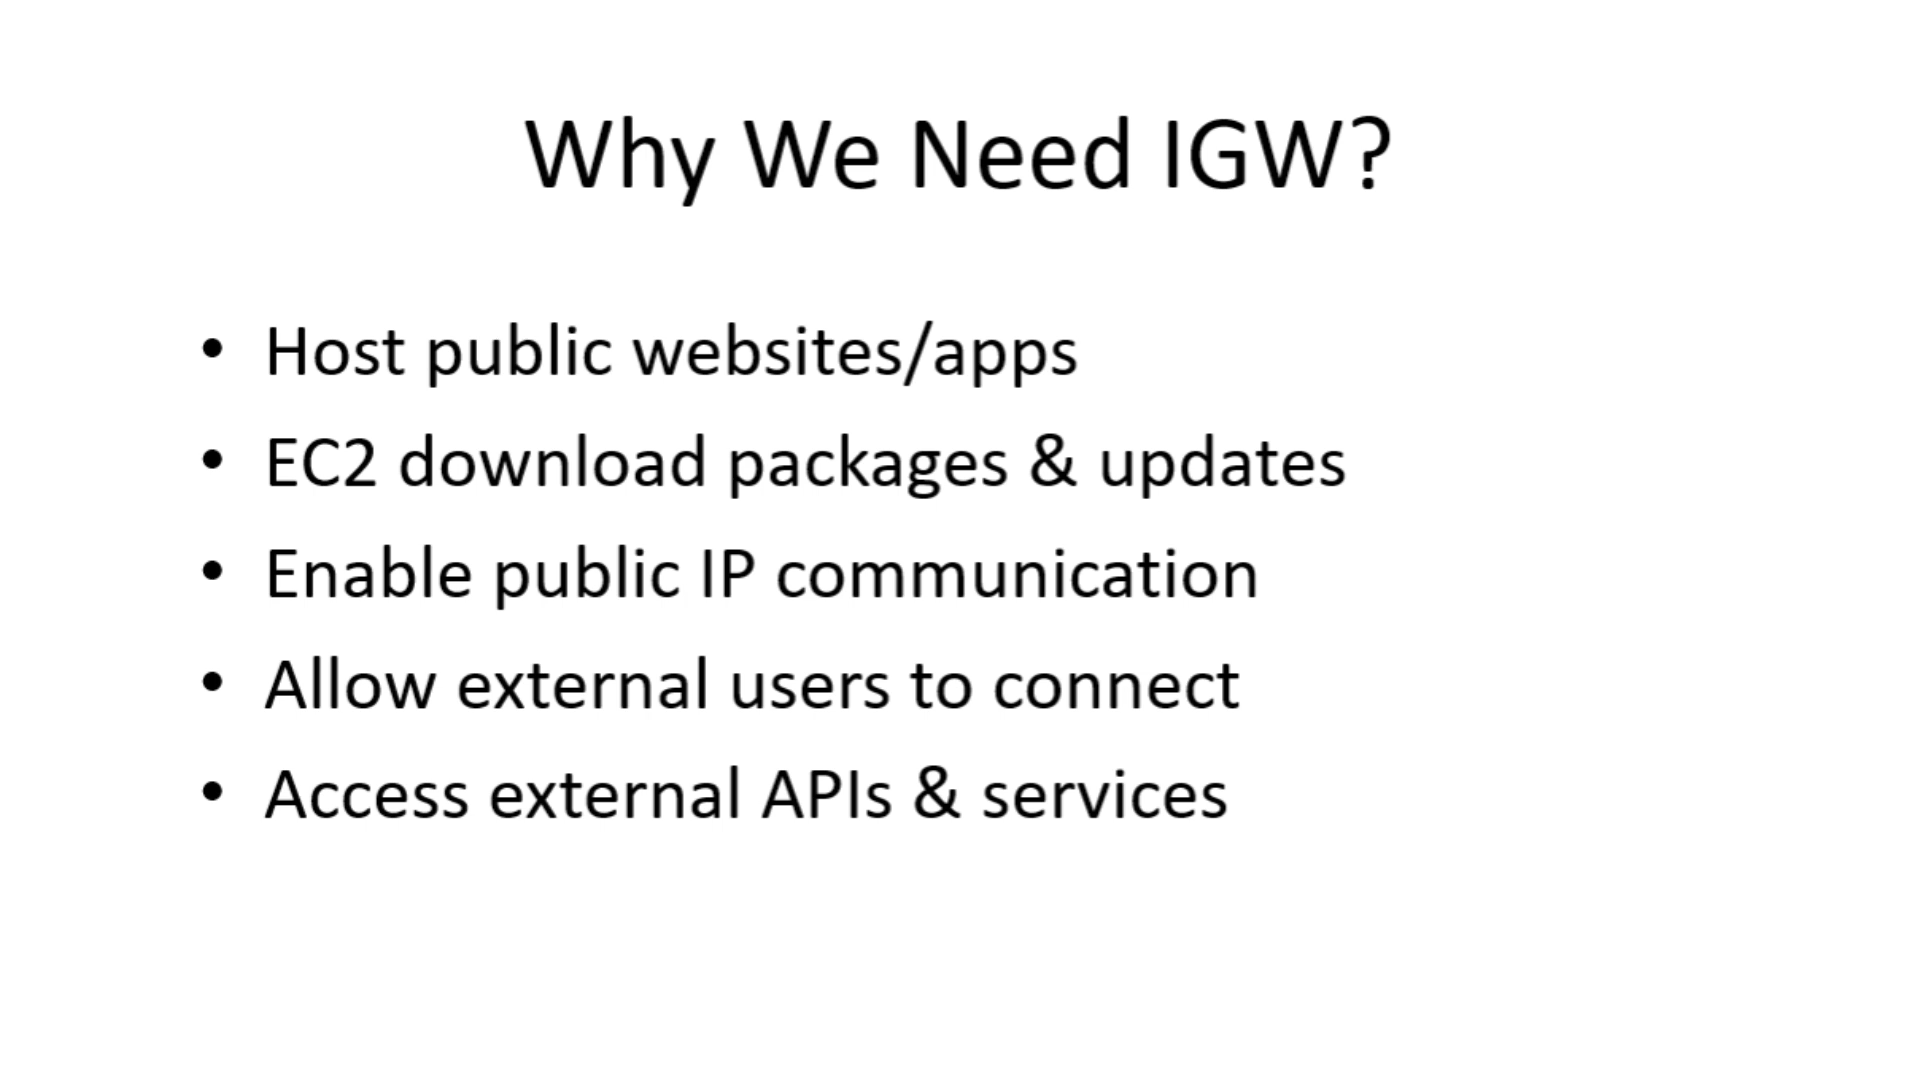 Why We Need IGW?
• Host public websites/apps
• EC2 download packages & updates
• Enable public IP communication
• Allow external users to connect
• Access external APIs & services